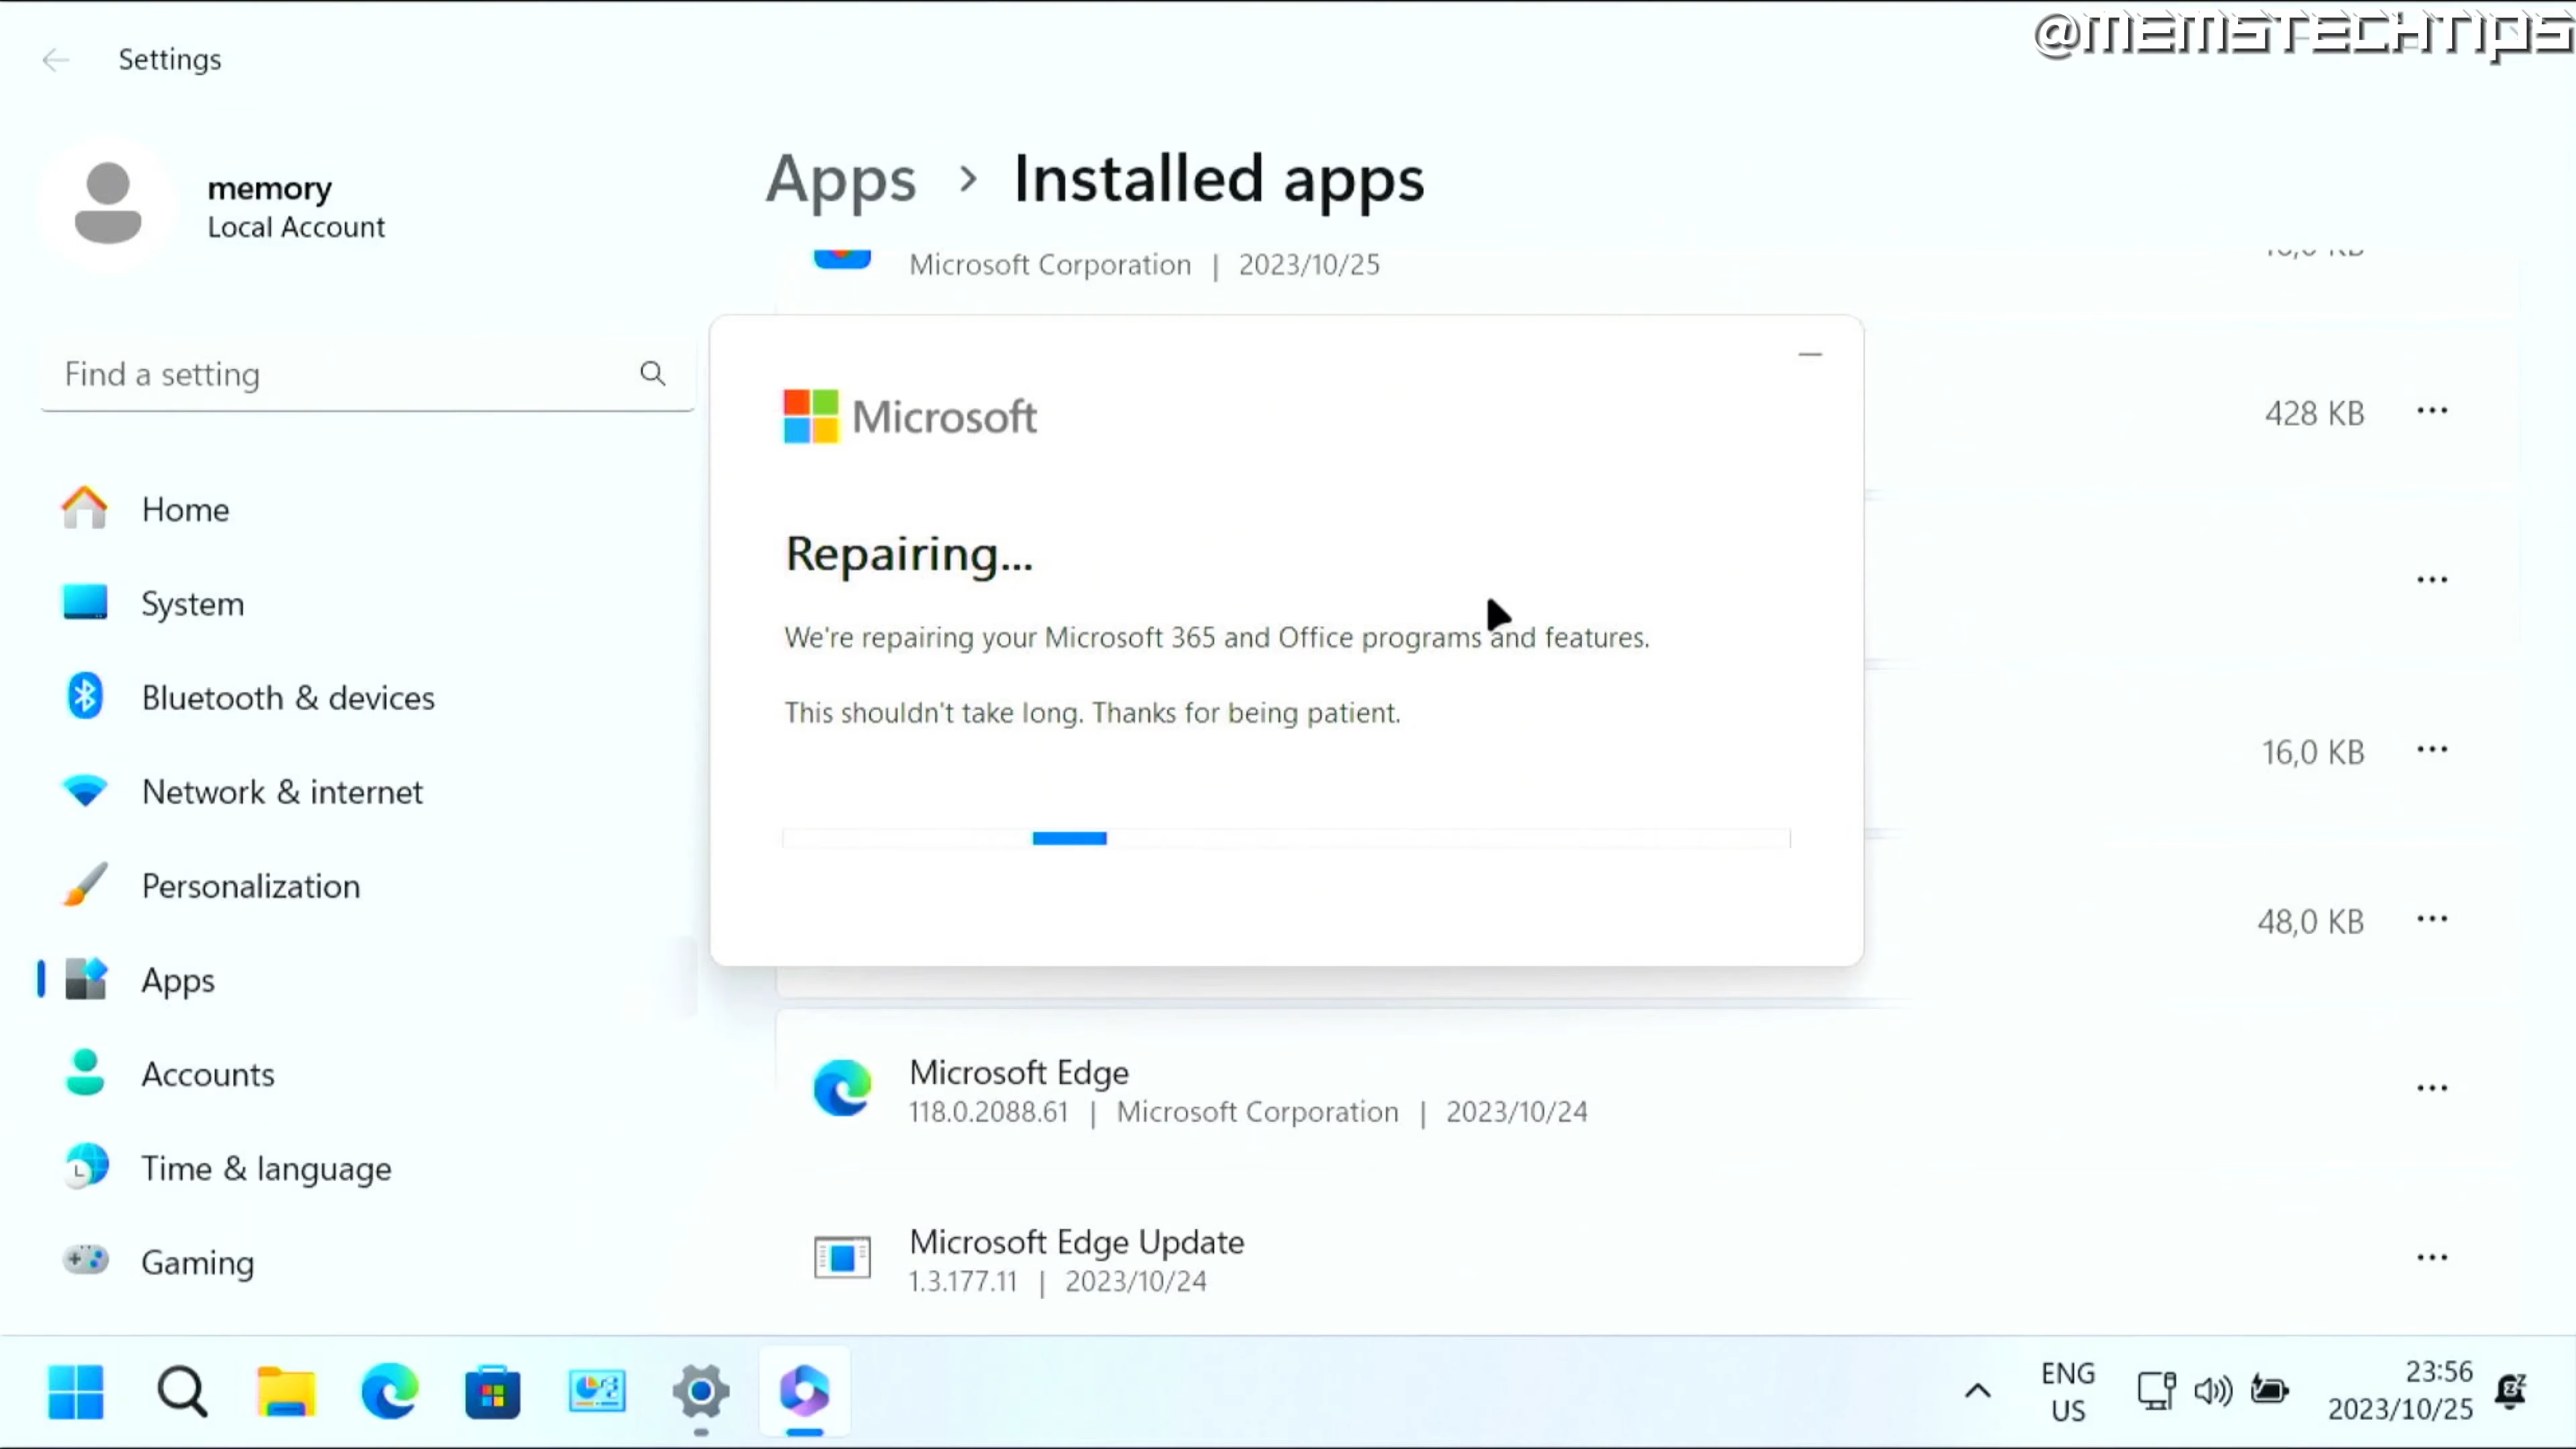 @MEMSTECHTIPS
Settings
memory
Local Account
Find a setting
Home
System
Bluetooth & devices
Network & internet
Personalization
Apps
Accounts
Time & language
Gaming
Apps > Installed apps
Microsoft Corporation | 2023/10/25
428 KB
16,0 KB
48,0 KB
Microsoft
Repairing...
We're repairing your Microsoft 365 and Office programs and features.
This shouldn't take long. Thanks for being patient.
Microsoft Edge
118.0.2088.61 | Microsoft Corporation | 2023/10/24
Microsoft Edge Update
1.3.177.11 | 2023/10/24
ENG
US
23:56
2023/10/25